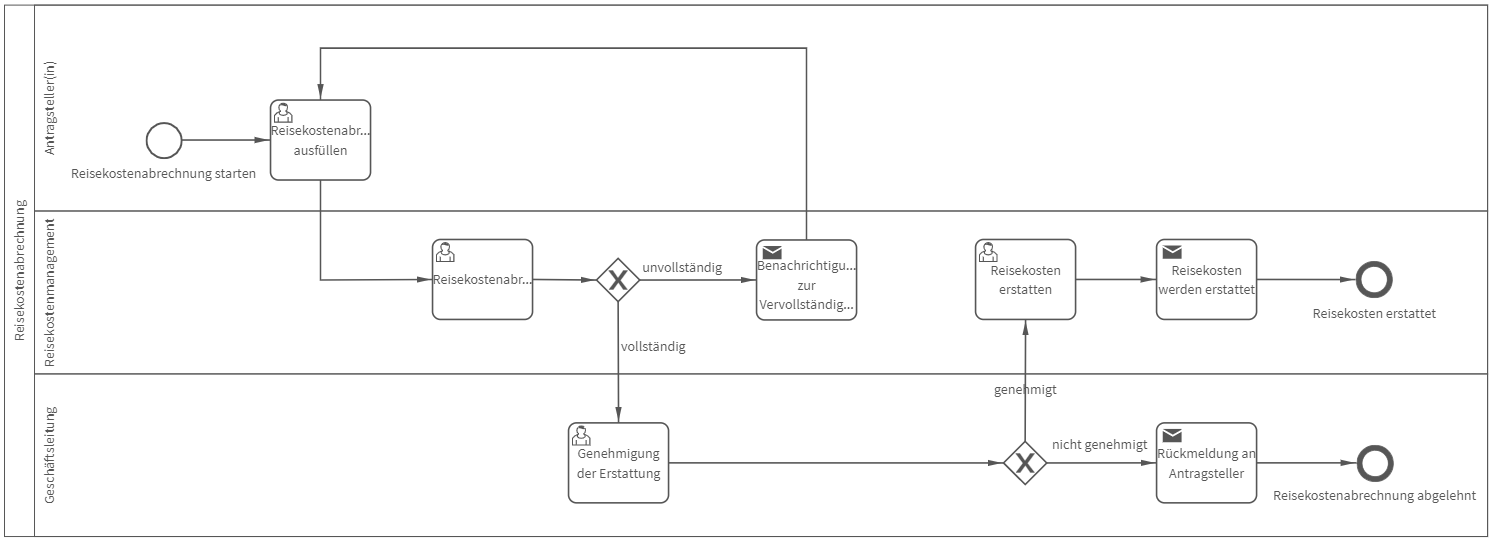 Reisekostenabrechnung
Antragsteller(in)
Reisekostenabrechnung starten
Reisekostenabr...
ausfüllen
Reisekostenmanagement
Reisekostenabr...
unvollständig
vollständig
Benachrichtigu...
zur
Vervollständig...
Reisekosten
erstatten
Reisekosten
werden erstattet
Reisekosten erstattet
Geschäftsleitung
Genehmigung
der Erstattung
genehmigt
nicht genehmigt
Rückmeldung an
Antragsteller
Reisekostenabrechnung abgelehnt